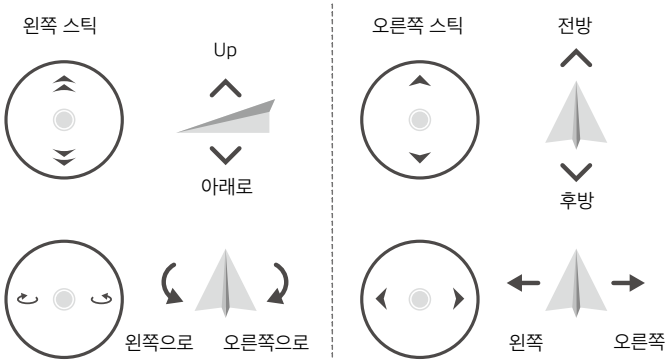 왼쪽 스틱
Up
아래로
왼쪽으로 오른쪽으로
오른쪽 스틱
전방
후방
왼쪽 오른쪽